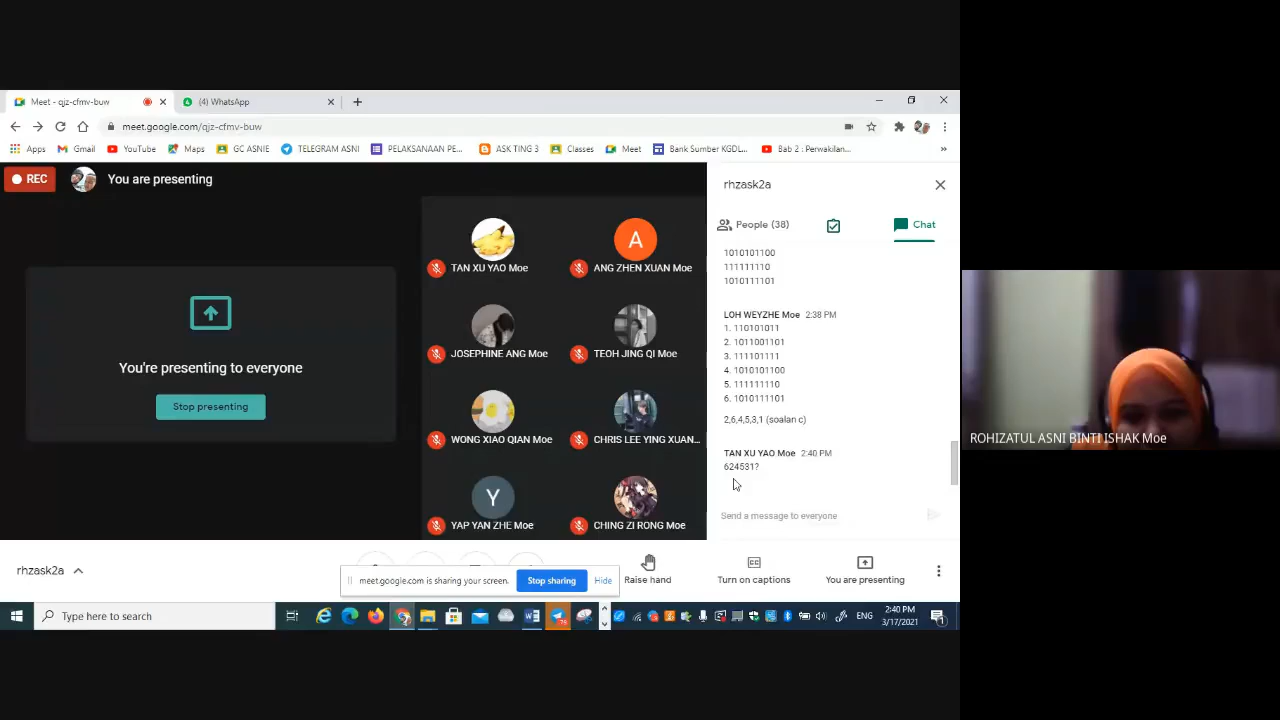 Meet - qjz-cfmv-buw
(4) WhatsApp
meet.google.com/qjz-cfmv-buw
Apps
Gmail
YouTube
Maps
GC ASNIE
TELEGRAM ASNI
PELAKSANAAN PE...
ASK TING 3
Classes
Meet
Bank Sumber KGDL...
Bab 2 : Perwakilan...
»
REC
You are presenting
You're presenting to everyone
Stop presenting
TAN XU YAO Moe
A
ANG ZHEN XUAN Moe
JOSEPHINE ANG Moe
TEOH JING QI Moe
WONG XIAO QIAN Moe
CHRIS LEE YING XUAN...
Y
YAP YAN ZHE Moe
CHING ZI RONG Moe
rhzask2a
People (38)
Chat
1010101100
111111110
1010111101
LOH WEYZHE Moe 2:38 PM
1. 110101011
2. 1011001101
3. 111101111
4. 1010101100
5. 111111110
6. 1010111101
2,6,4,5,3,1 (soalan c)
TAN XU YAO Moe 2:40 PM
624531?
Send a message to everyone
rhzask2a
meet.google.com is sharing your screen.
Stop sharing
Hide
Raise hand
Turn on captions
You are presenting
Type here to search
ENG
2:40 PM
3/17/2021
ROHIZATUL ASNI BINTI ISHAK Moe